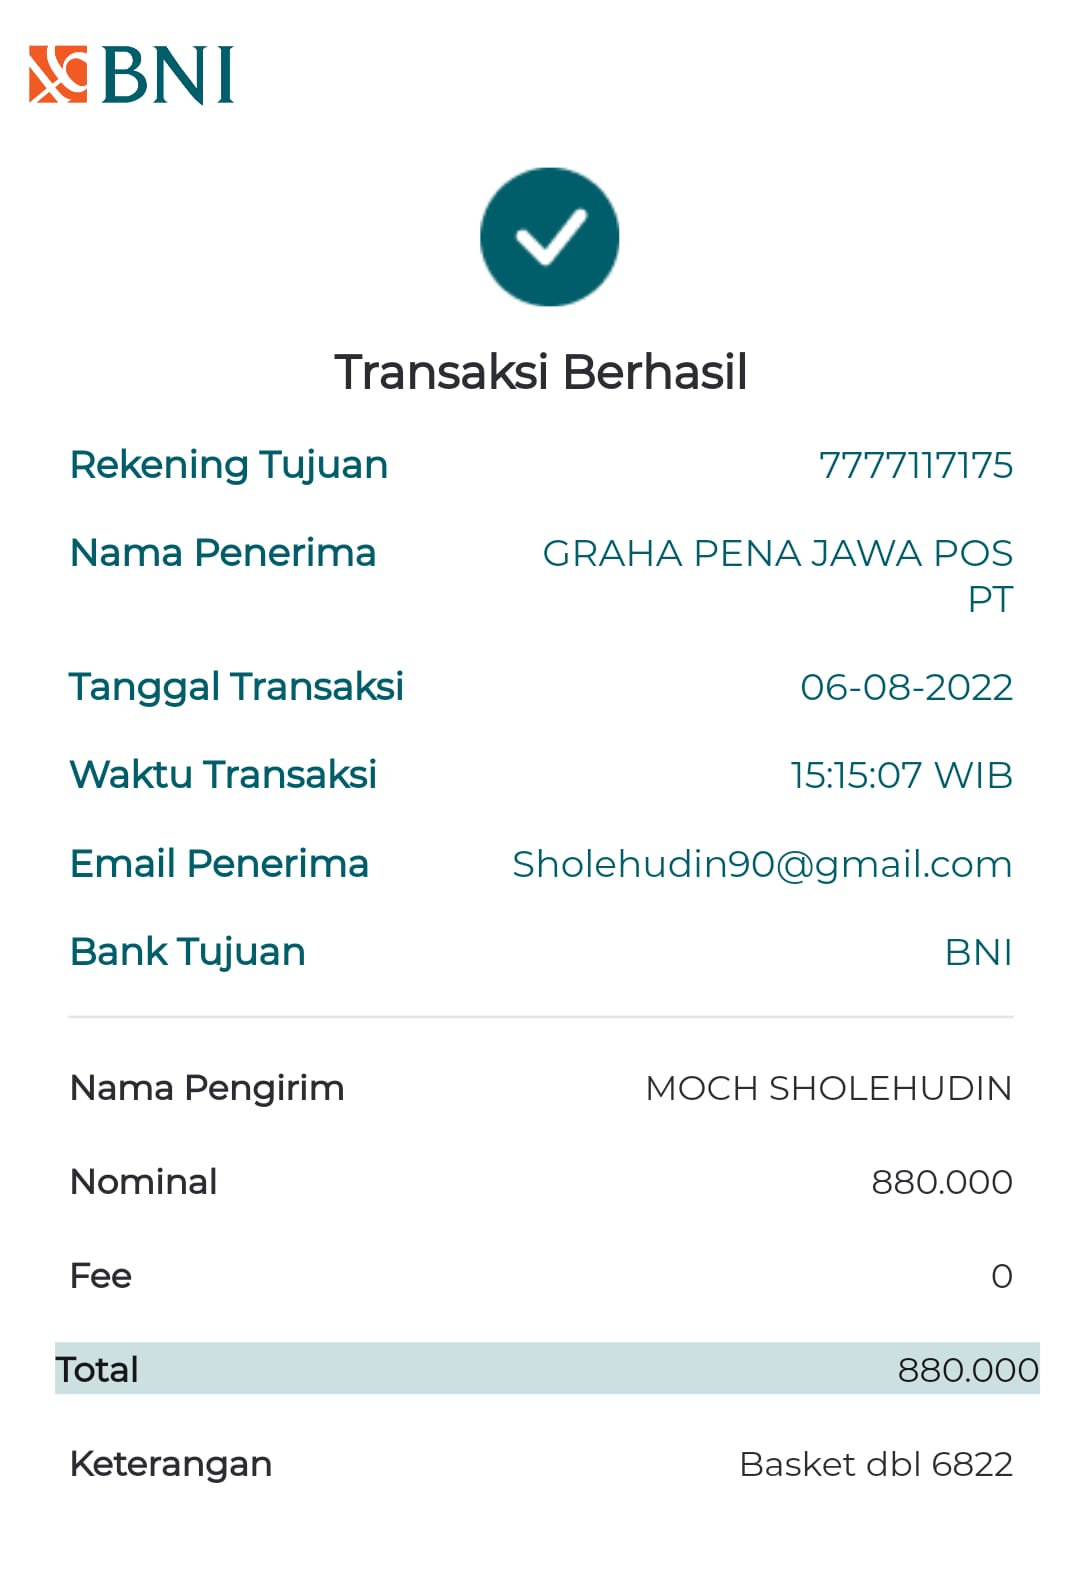 BNI
Transaksi Berhasil
Rekening Tujuan 7777117175
Nama Penerima GRAHA PENA JAWA POS
PT
Tanggal Transaksi 06-08-2022
Waktu Transaksi 15:15:07 WIB
Email Penerima Sholehudin90@gmail.com
Bank Tujuan BNI
Nama Pengirim MOCH SHOLEHUDIN
Nominal 880.000
Fee 0
Total 880.000
Keterangan Basket dbl 6822